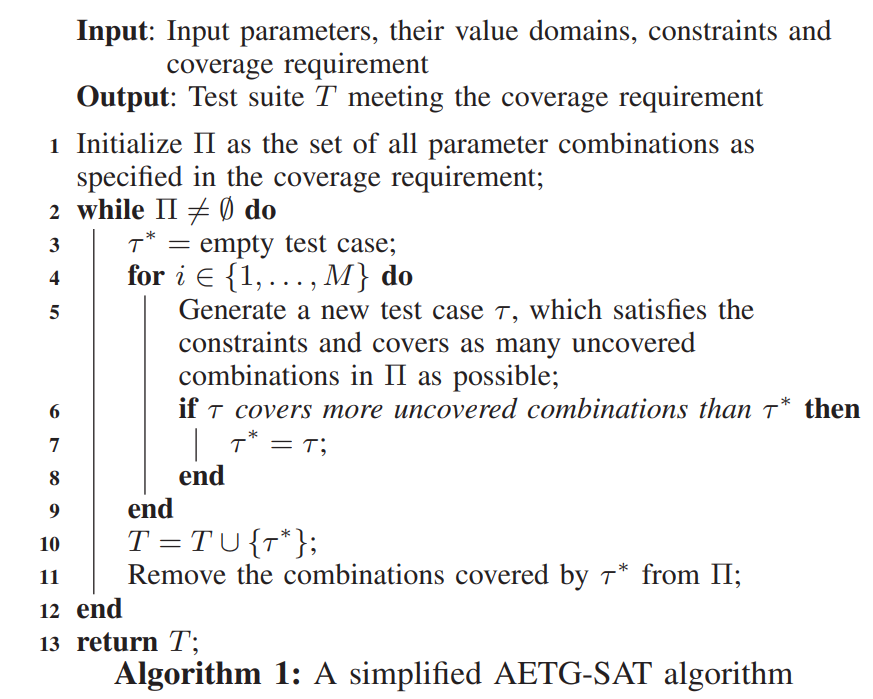 Input: Input parameters, their value domains, constraints and
coverage requirement
Output: Test suite T meeting the coverage requirement
1 Initialize Π as the set of all parameter combinations as
specified in the coverage requirement;
2 while Π ≠ ∅ do
3 τ* = empty test case;
4 for i ∈ {1, . . . , M} do
5 Generate a new test case τ, which satisfies the
constraints and covers as many uncovered
combinations in Π as possible;
6 if τ covers more uncovered combinations than τ* then
7 τ* = τ;
8 end
9 end
10 T = T ∪ {τ*};
11 Remove the combinations covered by τ* from Π;
12 end
13 return T;
Algorithm 1: A simplified AETG-SAT algorithm